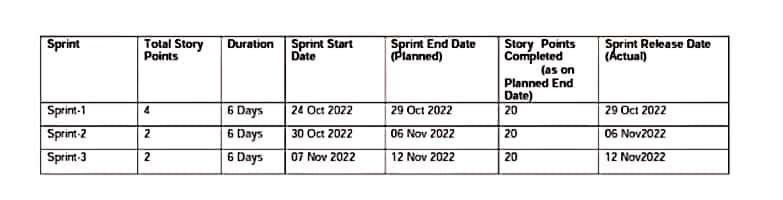 Sprint Total Story Points Duration Sprint Start Date Sprint End Date (Planned) Story Points Completed (as on Planned End Date) Sprint Release Date (Actual)
Sprint-1 4 6 Days 24 Oct 2022 29 Oct 2022 20 29 Oct 2022
Sprint-2 2 6 Days 30 Oct 2022 06 Nov 2022 20 06 Nov2022
Sprint-3 2 6 Days 07 Nov 2022 12 Nov 2022 20 12 Nov2022